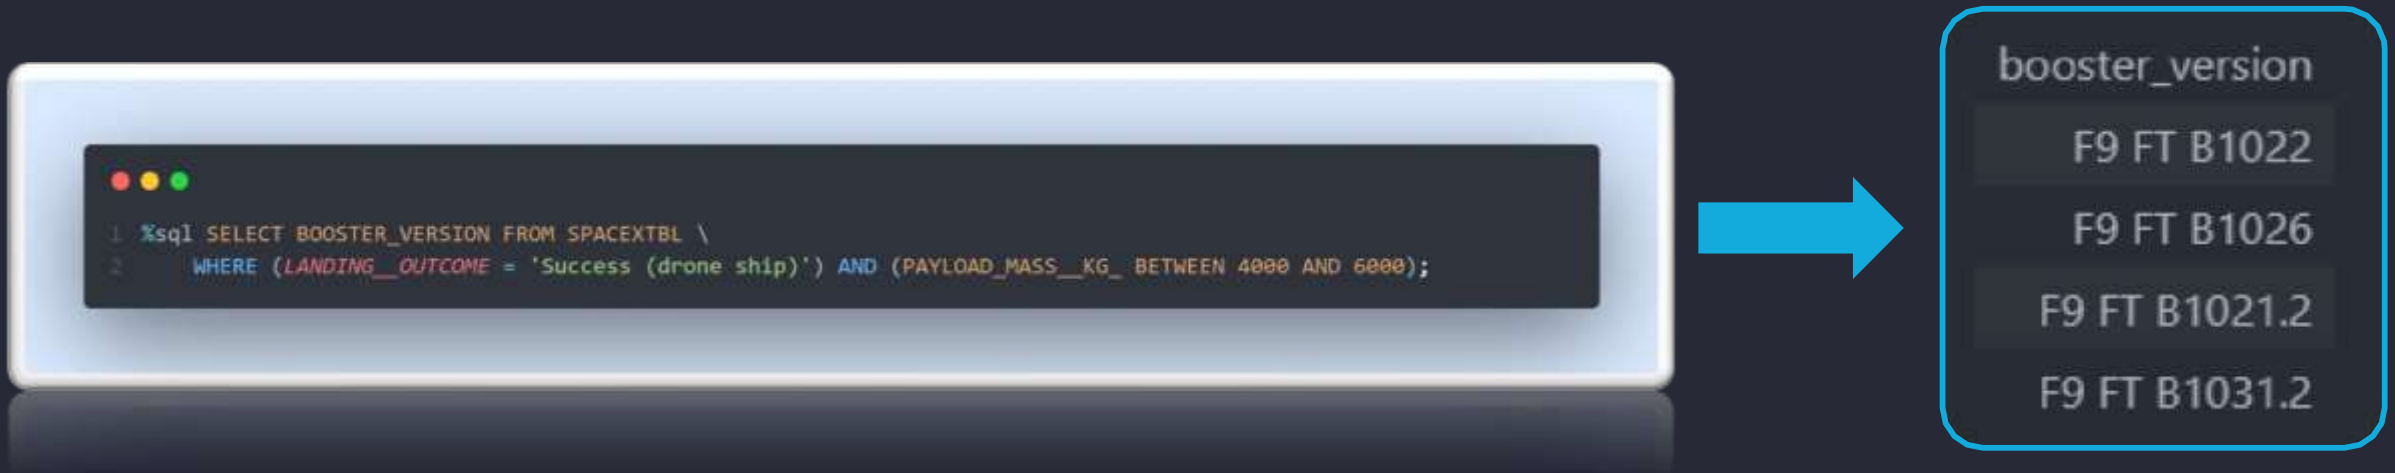 1 %sql SELECT BOOSTER_VERSION FROM SPACEXTBL \
2 WHERE (LANDING__OUTCOME = 'Success (drone ship)') AND (PAYLOAD_MASS__KG_ BETWEEN 4000 AND 6000);
booster_version
F9 FT B1022
F9 FT B1026
F9 FT B1021.2
F9 FT B1031.2